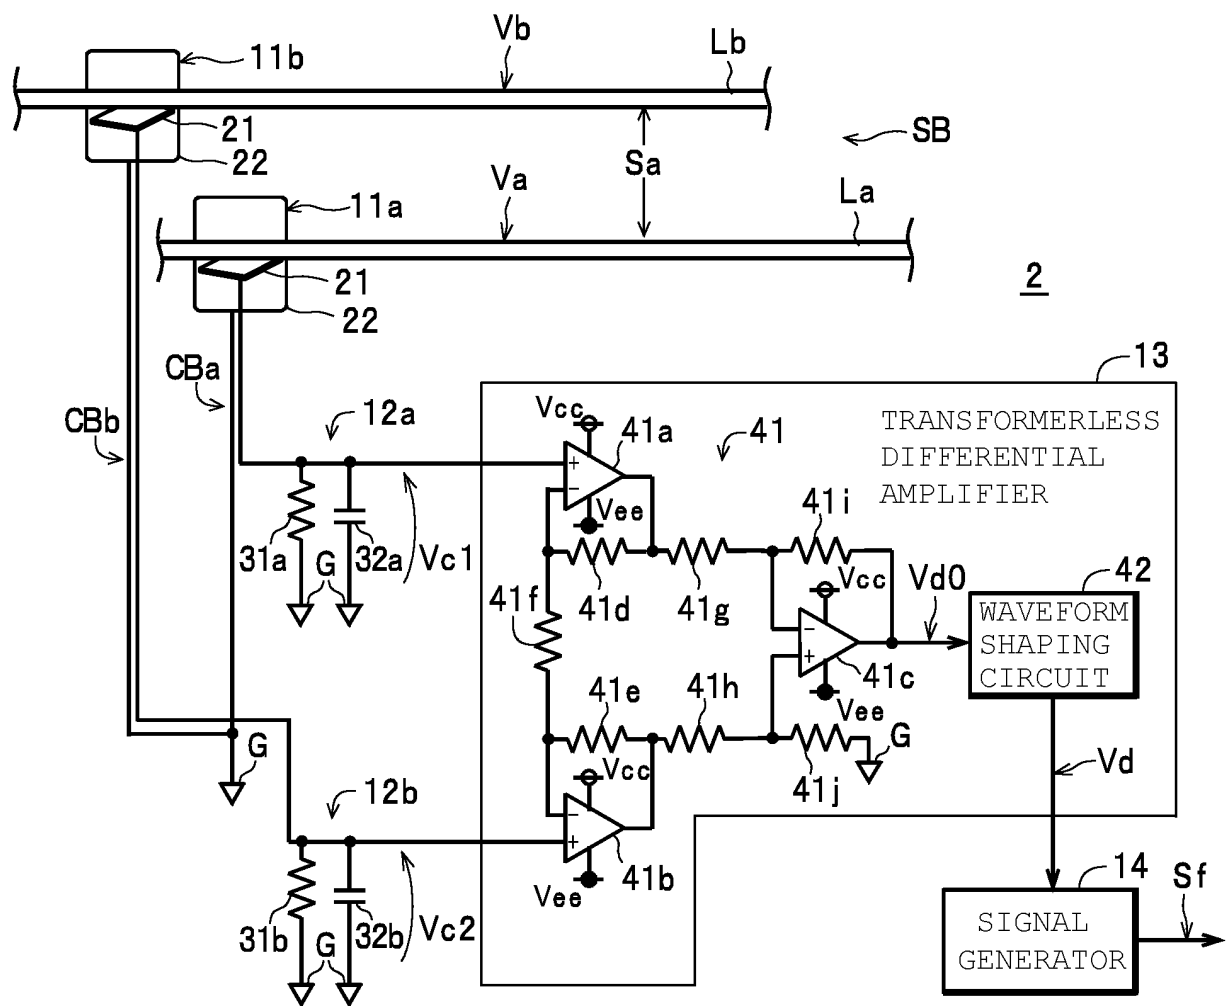 Vb
Lb
11b
21
22
SB
Sa
Va
La
11a
21
22
2
CBa
CBb
12a
13
Vcc
41a
41
TRANSFORMERLESS
DIFFERENTIAL
AMPLIFIER
Vee
41i
31a
G
32a
Vc1
41f
41d
41g
Vcc
Vd0
42
WAVEFORM
SHAPING
CIRCUIT
41c
41e
41h
Vee
G
G
Vcc
41j
Vd
12b
41b
Vee
14
Sf
31b
G
32b
Vc2
SIGNAL
GENERATOR